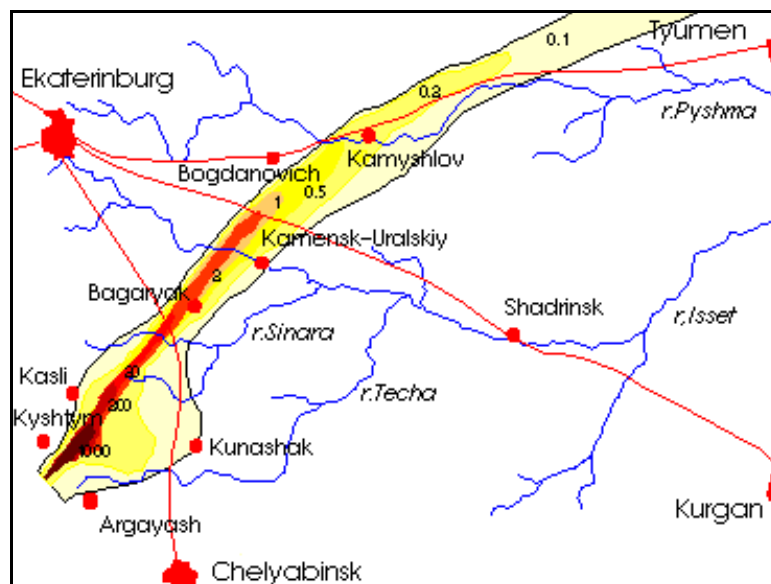 0.1
Tyumen
Ekaterinburg
0.2
r.Pyshma
Kamyshlov
Bogdanovich
0.5
1
Kamensk-Uralskiy
2
Bagaryak
Shadrinsk
r.Isset
r.Sinara
Kasli
r.Techa
200
Kyshtym
1000
Kunashak
Kurgan
Argayash
Chelyabinsk